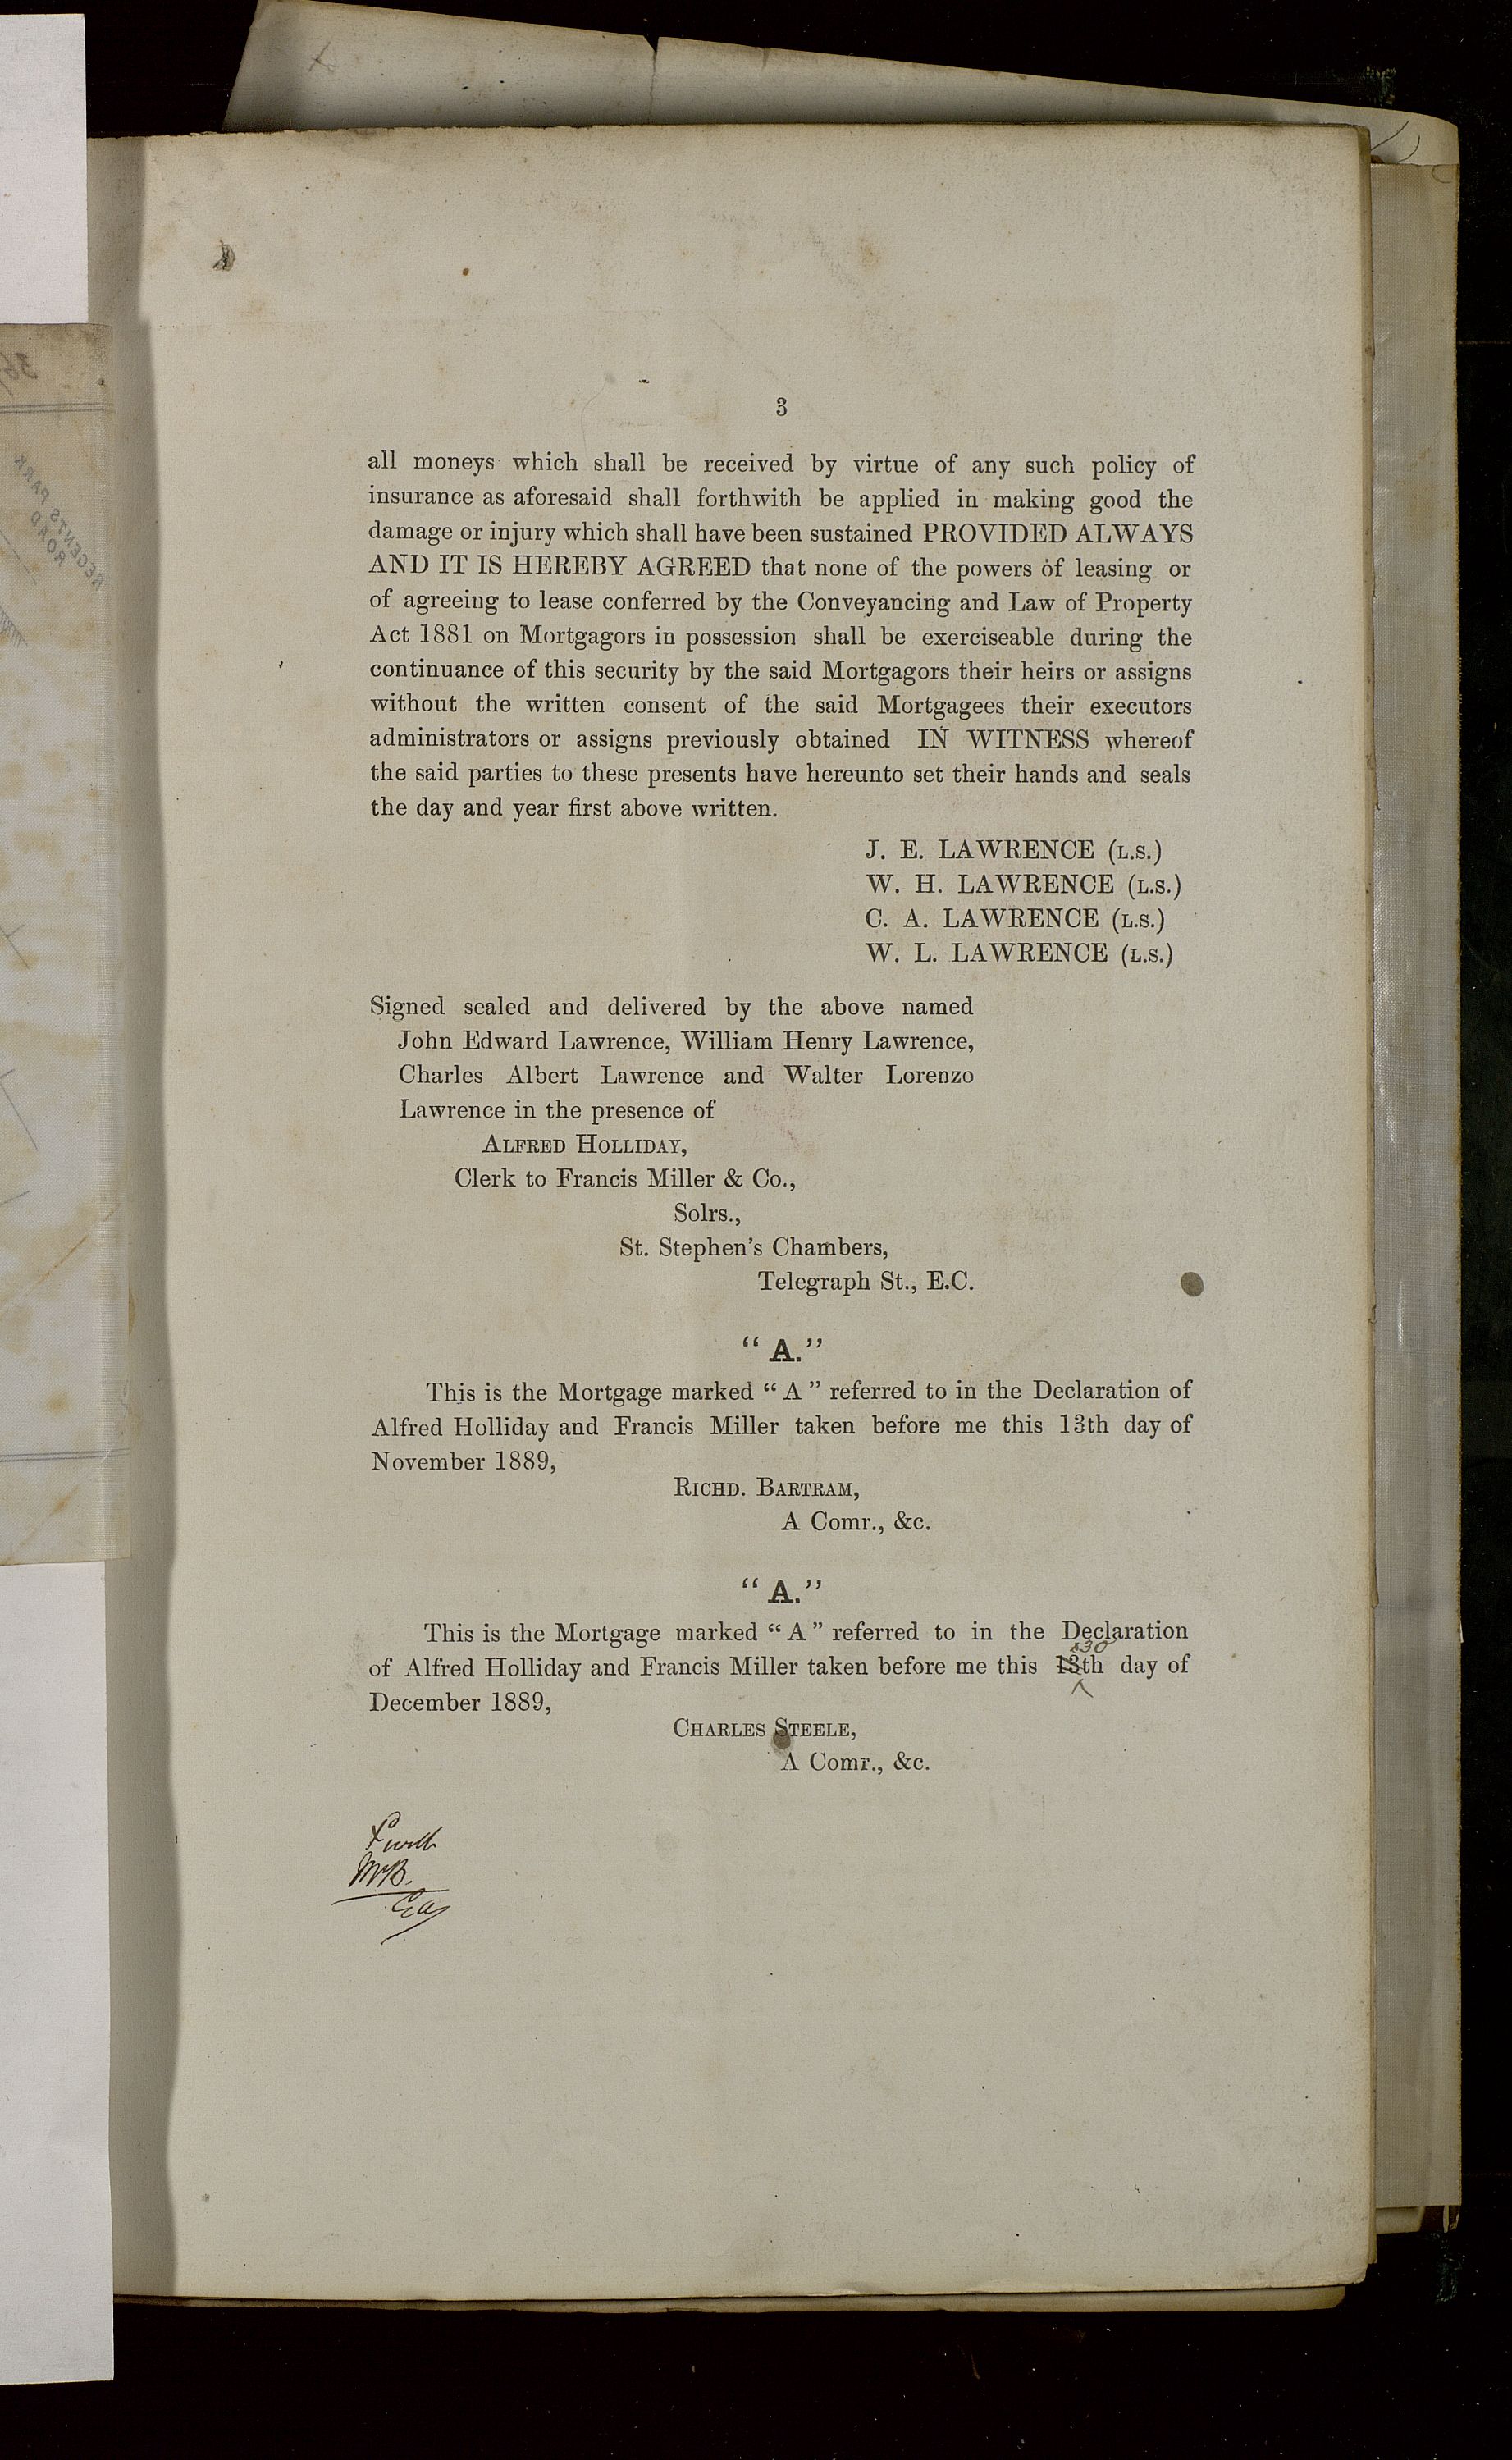 3
all moneys which shall be received by virtue of any such policy of
insurance as aforesaid shall forthwith be applied in making good the
damage or injury which shall have been sustained PROVIDED ALWAYS
AND IT IS HEREBY AGREED that none of the powers of leasing or
of agreeing to lease conferred by the Conveyancing and Law of Property
Act 1881 on Mortgagors in possession shall be exerciseable during the
continuance of this security by the said Mortgagors their heirs or assigns
without the written consent of the said Mortgagees their executors
administrators or assigns previously obtained IN WITNESS whereof
the said parties to these presents have hereunto set their hands and seals
the day and year first above written.
J. E. LAWRENCE (L.S.)
W. H. LAWRENCE (L.S.)
C. A. LAWRENCE (L.S.)
W. L. LAWRENCE (L.S.)
Signed sealed and delivered by the above named
John Edward Lawrence, William Henry Lawrence,
Charles Albert Lawrence and Walter Lorenzo
Lawrence in the presence of
ALFRED HOLLIDAY,
Clerk to Francis Miller & Co.,
Solrs.,
St. Stephen's Chambers,
Telegraph St., E.C.
"A."
This is the Mortgage marked "A" referred to in the Declaration of
Alfred Holliday and Francis Miller taken before me this 13th day of
November 1889,
RICHD. BARTRAM,
A Comr., &c.
"A."
This is the Mortgage marked "A" referred to in the Declaration
30
of Alfred Holliday and Francis Miller taken before me this 13th day of
December 1889,
CHARLES STEELE,
A Comr., &c.
REGENTS PARK
ROAD